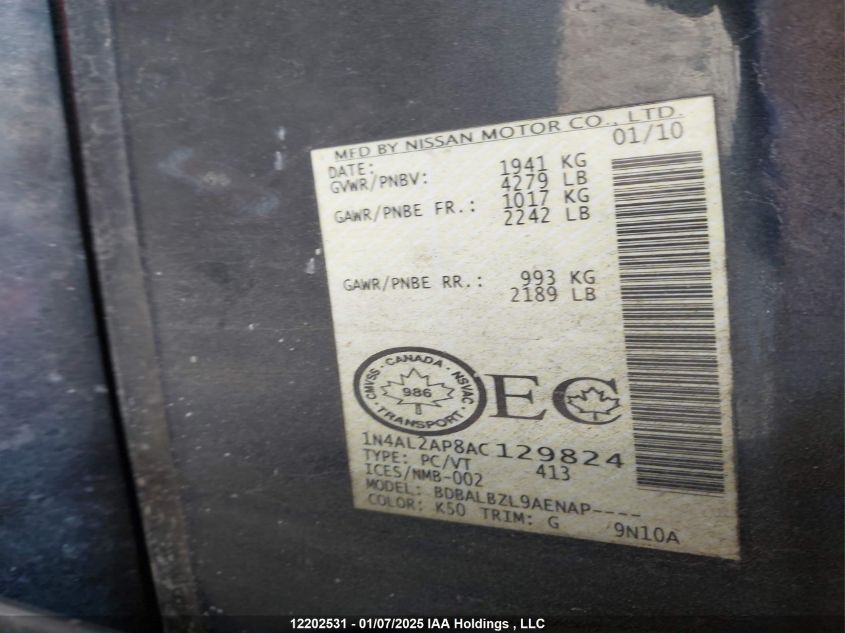 MFD BY NISSAN MOTOR CO., LTD.
DATE: 01/10
GVWR/PNBV: 1941 KG
4279 LB
GAWR/PNBE FR.: 1017 KG
2242 LB
GAWR/PNBE RR.: 993 KG
2189 LB
CANADA · NSVAC · TRANSPORT · CMVSS
986
EC
1N4AL2AP8AC129824
TYPE: PC/VT 413
ICES/NMB-002
MODEL: BDBALBZL9AENAP----
COLOR: K50 TRIM: G 9N10A
12202531 - 01/07/2025 IAA Holdings , LLC